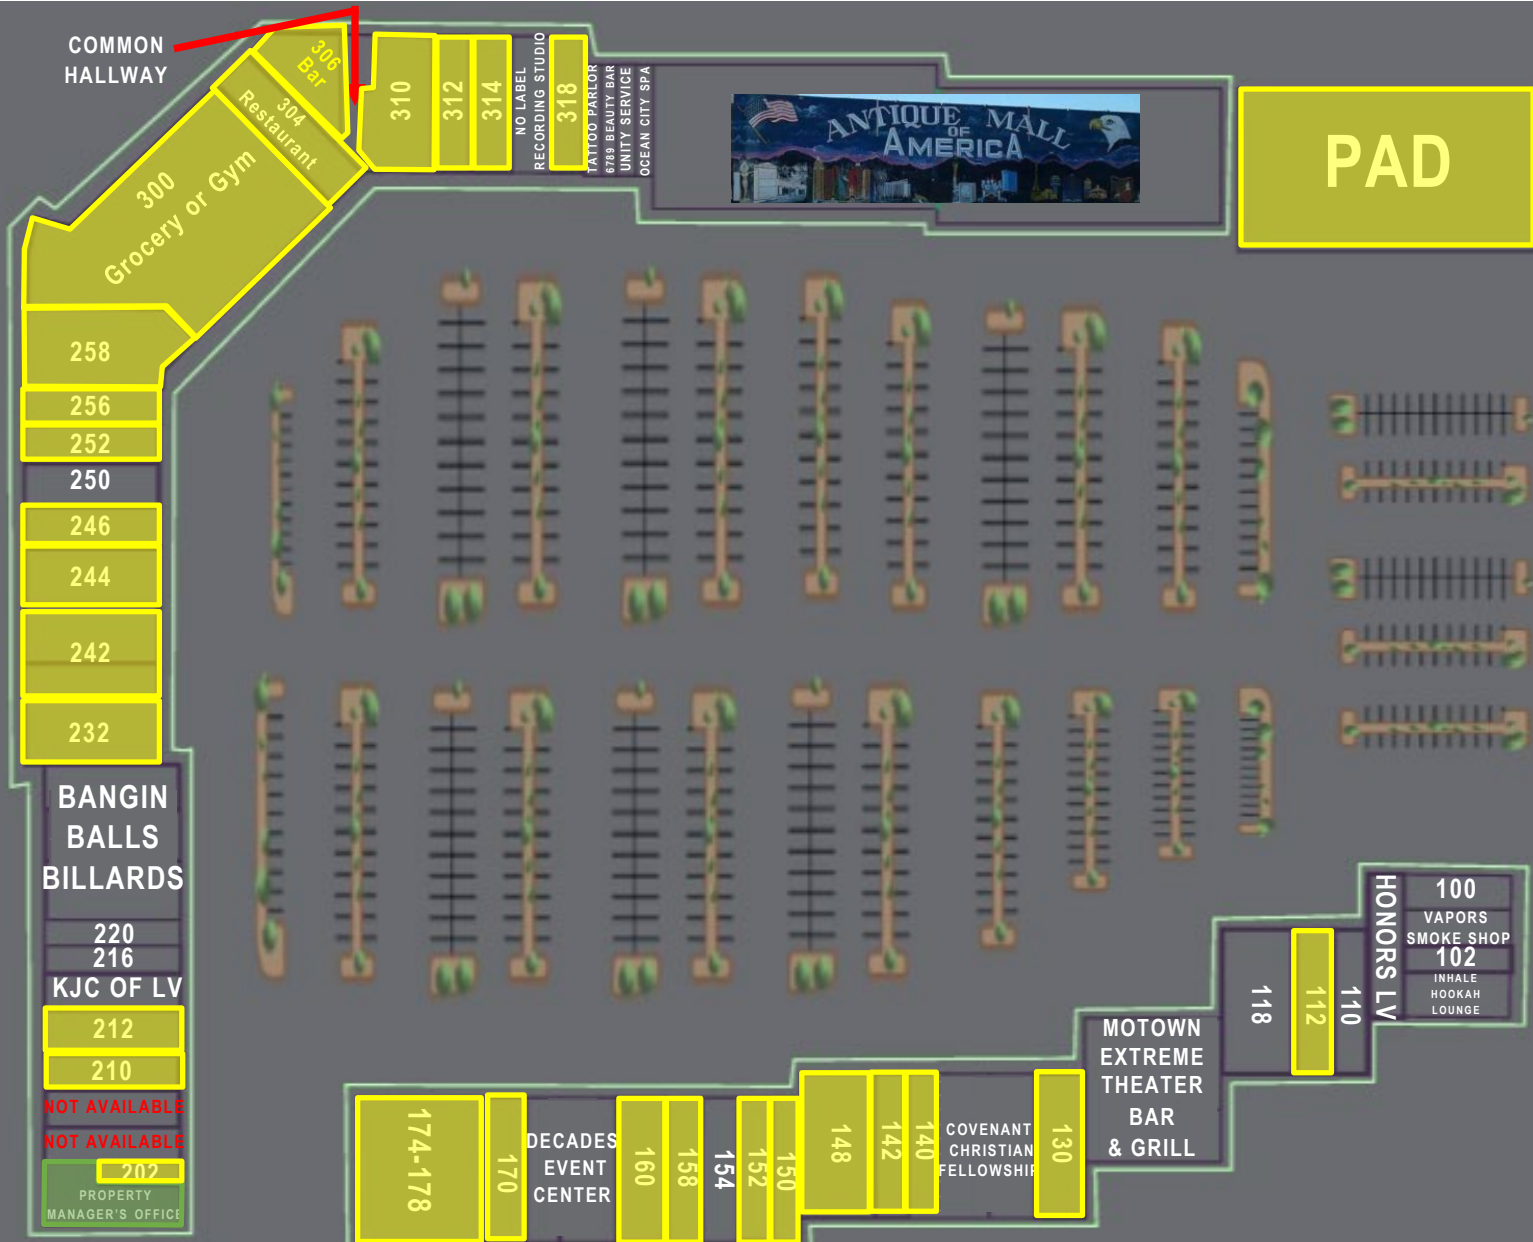 COMMON
HALLWAY
306
Bar
304
Restaurant
300
Grocery or Gym
310
312
314
NO LABEL
RECORDING STUDIO
318
TATTOO PARLOR
6789 BEAUTY BAR
UNITY SERVICE
OCEAN CITY SPA
ANTIQUE MALL
OF
AMERICA
PAD
258
256
252
250
246
244
242
232
BANGIN
BALLS
BILLARDS
220
216
KJC OF LV
212
210
NOT AVAILABLE
NOT AVAILABLE
202
PROPERTY
MANAGER'S OFFICE
174-178
170
DECADES
EVENT
CENTER
160
158
154
152
150
148
142
140
COVENANT
CHRISTIAN
FELLOWSHIP
130
MOTOWN
EXTREME
THEATER
BAR
& GRILL
118
112
110
HONORS LV
100
VAPORS
SMOKE SHOP
102
INHALE
HOOKAH
LOUNGE